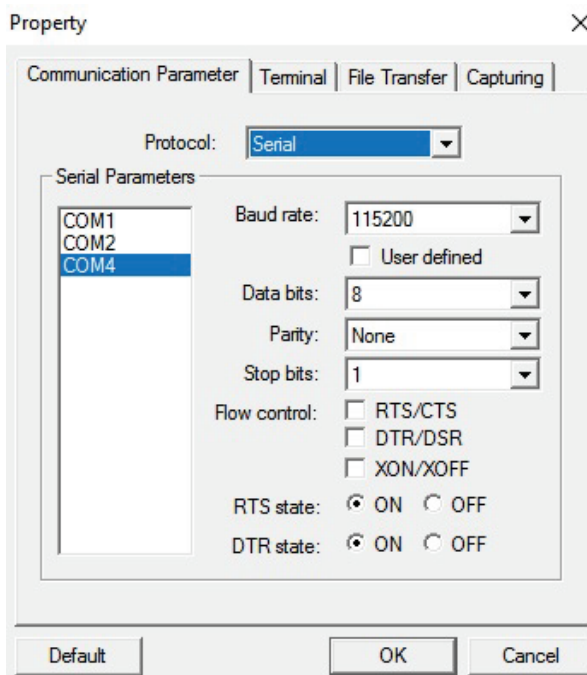 Property
Communication Parameter Terminal File Transfer Capturing
Protocol: Serial
Serial Parameters
COM1
COM2
COM4
Baud rate: 115200
User defined
Data bits: 8
Parity: None
Stop bits: 1
Flow control: RTS/CTS
DTR/DSR
XON/XOFF
RTS state: ON OFF
DTR state: ON OFF
Default OK Cancel